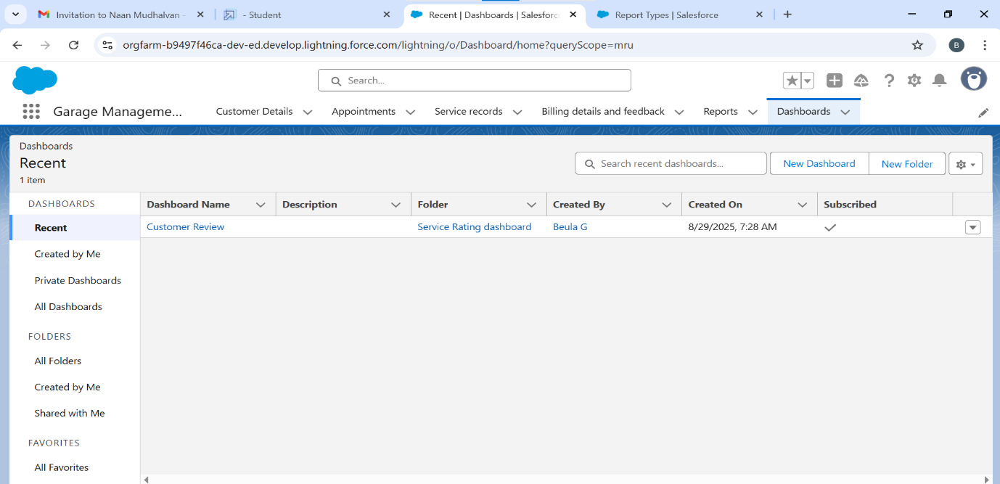 Invitation to Naan Mudhalvan -
- Student
Recent | Dashboards | Salesforc
Report Types | Salesforce
orgfarm-b9497f46ca-dev-ed.develop.lightning.force.com/lightning/o/Dashboard/home?queryScope=mru
B
Search...
Garage Manageme...
Customer Details
Appointments
Service records
Billing details and feedback
Reports
Dashboards
Dashboards
Recent
1 item
Search recent dashboards...
New Dashboard
New Folder
DASHBOARDS
Recent
Created by Me
Private Dashboards
All Dashboards
FOLDERS
All Folders
Created by Me
Shared with Me
FAVORITES
All Favorites
Dashboard Name Description Folder Created By Created On Subscribed
Customer Review Service Rating dashboard Beula G 8/29/2025, 7:28 AM